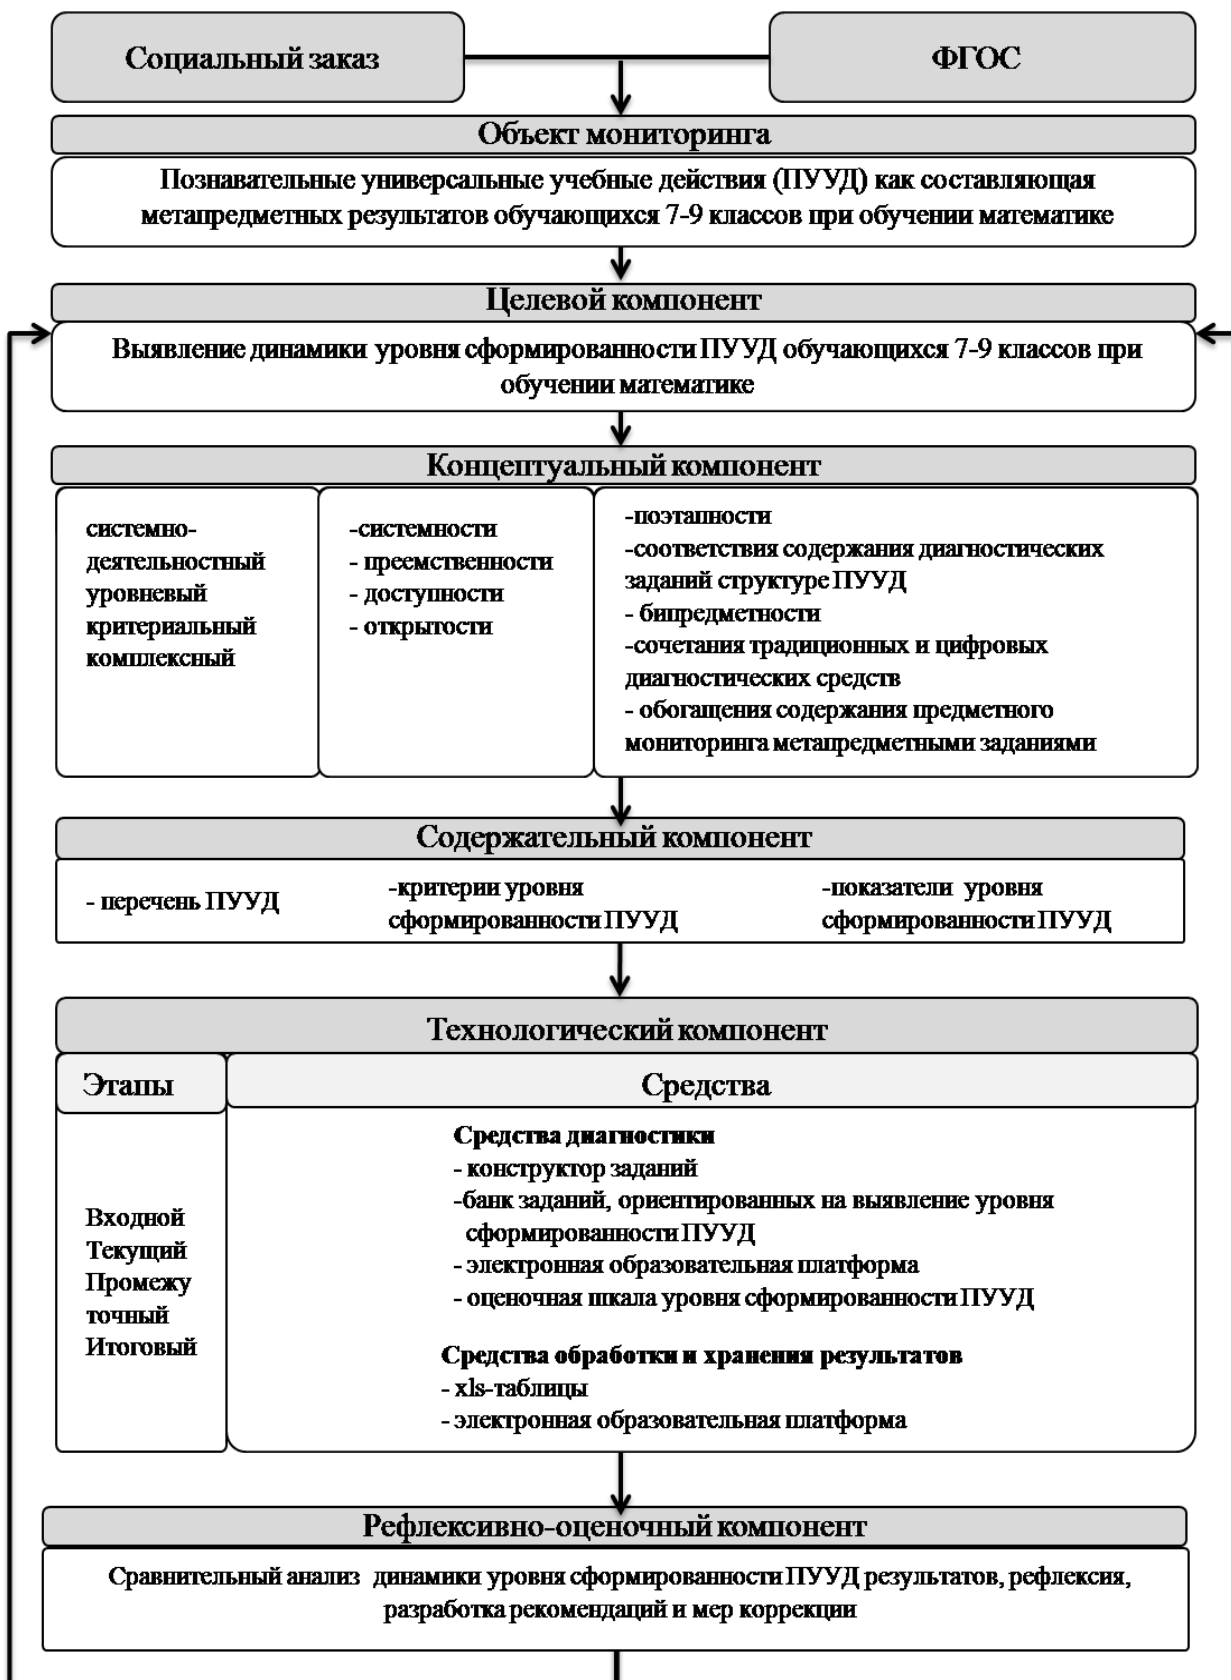 Социальный заказ
ФГОС
Объект мониторинга
Познавательные универсальные учебные действия (ПУУД) как составляющая
метапредметных результатов обучающихся 7-9 классов при обучении математике
Целевой компонент
Выявление динамики уровня сформированности ПУУД обучающихся 7-9 классов при
обучении математике
Концептуальный компонент
системно-
деятельностный
уровневый
критериальный
комплексный
-системности
- преемственности
- доступности
- открытости
-поэтапности
-соответствия содержания диагностических
заданий структуре ПУУД
- бипредметности
-сочетания традиционных и цифровых
диагностических средств
- обогащения содержания предметного
мониторинга метапредметными заданиями
Содержательный компонент
- перечень ПУУД
-критерии уровня
сформированности ПУУД
-показатели уровня
сформированности ПУУД
Технологический компонент
Этапы
Средства
Входной
Текущий
Промежу
точный
Итоговый
Средства диагностики
- конструктор заданий
-банк заданий, ориентированных на выявление уровня
сформированности ПУУД
- электронная образовательная платформа
- оценочная шкала уровня сформированности ПУУД
Средства обработки и хранения результатов
- xls-таблицы
- электронная образовательная платформа
Рефлексивно-оценочный компонент
Сравнительный анализ динамики уровня сформированности ПУУД результатов, рефлексия,
разработка рекомендаций и мер коррекции